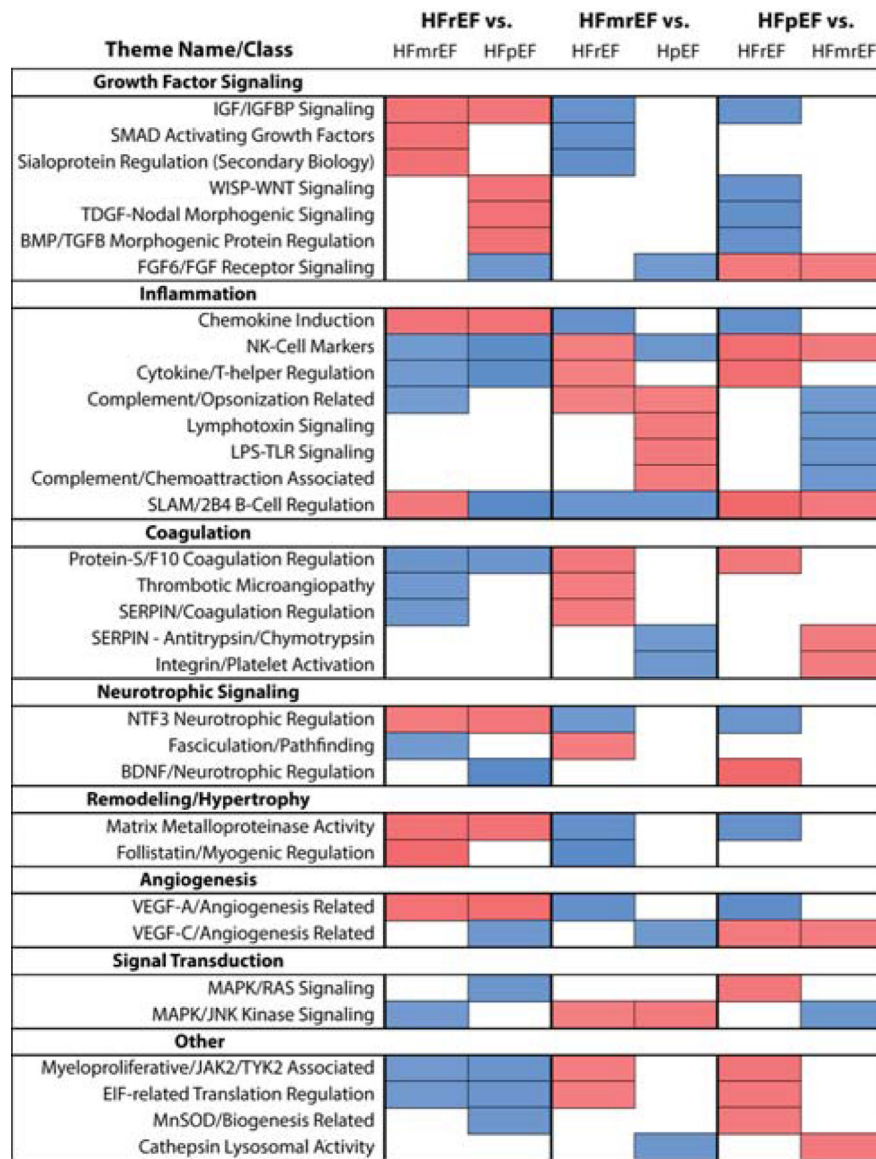 HFrEF vs. HFmrEF vs. HFpEF vs.
Theme Name/Class HFmrEF HFpEF HFrEF HpEF HFrEF HFmrEF
Growth Factor Signaling
IGF/IGFBP Signaling
SMAD Activating Growth Factors
Sialoprotein Regulation (Secondary Biology)
WISP-WNT Signaling
TDGF-Nodal Morphogenic Signaling
BMP/TGFB Morphogenic Protein Regulation
FGF6/FGF Receptor Signaling
Inflammation
Chemokine Induction
NK-Cell Markers
Cytokine/T-helper Regulation
Complement/Opsonization Related
Lymphotoxin Signaling
LPS-TLR Signaling
Complement/Chemoattraction Associated
SLAM/2B4 B-Cell Regulation
Coagulation
Protein-S/F10 Coagulation Regulation
Thrombotic Microangiopathy
SERPIN/Coagulation Regulation
SERPIN - Antitrypsin/Chymotrypsin
Integrin/Platelet Activation
Neurotrophic Signaling
NTF3 Neurotrophic Regulation
Fasciculation/Pathfinding
BDNF/Neurotrophic Regulation
Remodeling/Hypertrophy
Matrix Metalloproteinase Activity
Follistatin/Myogenic Regulation
Angiogenesis
VEGF-A/Angiogenesis Related
VEGF-C/Angiogenesis Related
Signal Transduction
MAPK/RAS Signaling
MAPK/JNK Kinase Signaling
Other
Myeloproliferative/JAK2/TYK2 Associated
EIF-related Translation Regulation
MnSOD/Biogenesis Related
Cathepsin Lysosomal Activity